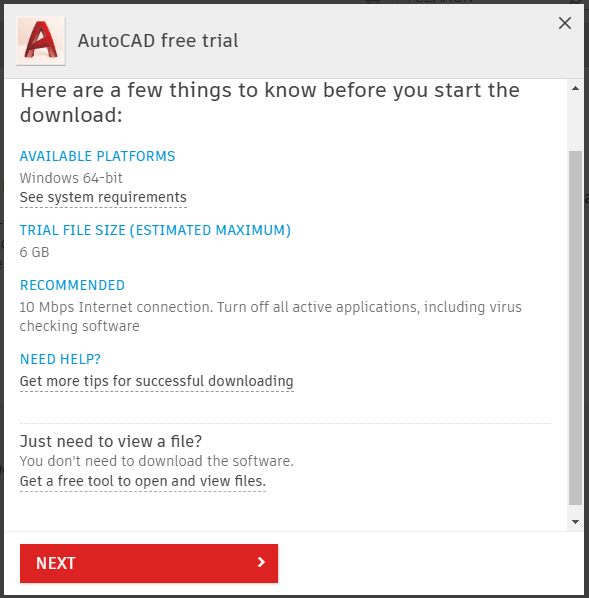 SEARCH
AutoCAD free trial
Here are a few things to know before you start the
download:
AVAILABLE PLATFORMS
Windows 64-bit
See system requirements
TRIAL FILE SIZE (ESTIMATED MAXIMUM)
6 GB
RECOMMENDED
10 Mbps Internet connection. Turn off all active applications, including virus
checking software
NEED HELP?
Get more tips for successful downloading
Just need to view a file?
You don't need to download the software.
Get a free tool to open and view files.
NEXT